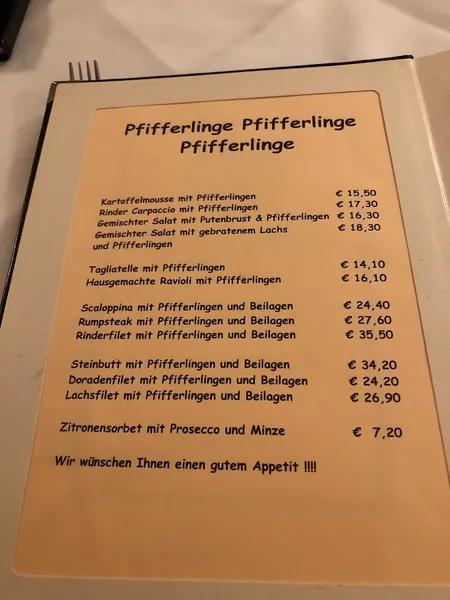 Pfifferlinge Pfifferlinge
Pfifferlinge
Kartoffelmousse mit Pfifferlingen € 15,50
Rinder Carpaccio mit Pfifferlingen € 17,30
Gemischter Salat mit Putenbrust & Pfifferlingen € 16,30
Gemischter Salat mit gebratenem Lachs € 18,30
und Pfifferlingen
Tagliatelle mit Pfifferlingen € 14,10
Hausgemachte Ravioli mit Pfifferlingen € 16,10
Scaloppina mit Pfifferlingen und Beilagen € 24,40
Rumpsteak mit Pfifferlingen und Beilagen € 27,60
Rinderfilet mit Pfifferlingen und Beilagen € 35,50
Steinbutt mit Pfifferlingen und Beilagen € 34,20
Doradenfilet mit Pfifferlingen und Beilagen € 24,20
Lachsfilet mit Pfifferlingen und Beilagen € 26,90
Zitronensorbet mit Prosecco und Minze € 7,20
Wir wünschen Ihnen einen gutem Appetit !!!!